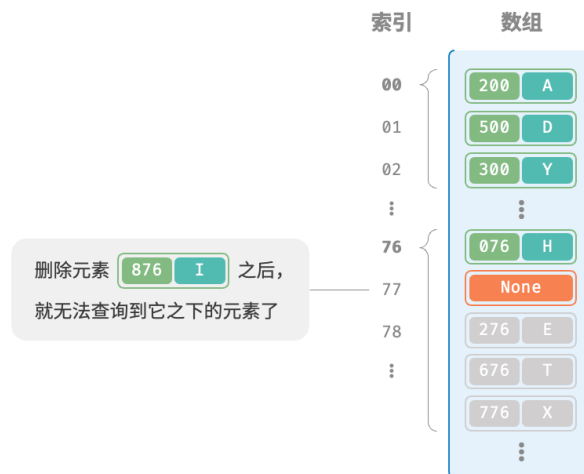 索引 数组
00 200 A
01 500 D
02 300 Y
76 076 H
删除元素 876 I 之后，
77 None
就无法查询到它之下的元素了
78 276 E
676 T
776 X